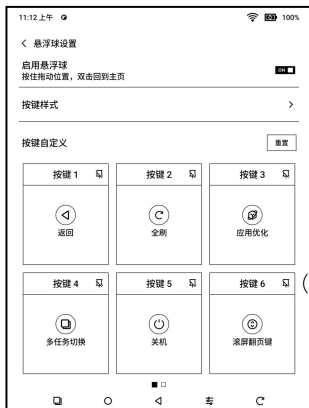 11:12 上午 100%
悬浮球设置
启用悬浮球
按住拖动位置，双击回到主页
ON
按键样式
按键自定义
重置
按键 1 按键 2 按键 3
返回 全刷 应用优化
按键 4 按键 5 按键 6
多任务切换 关机 滚屏翻页键